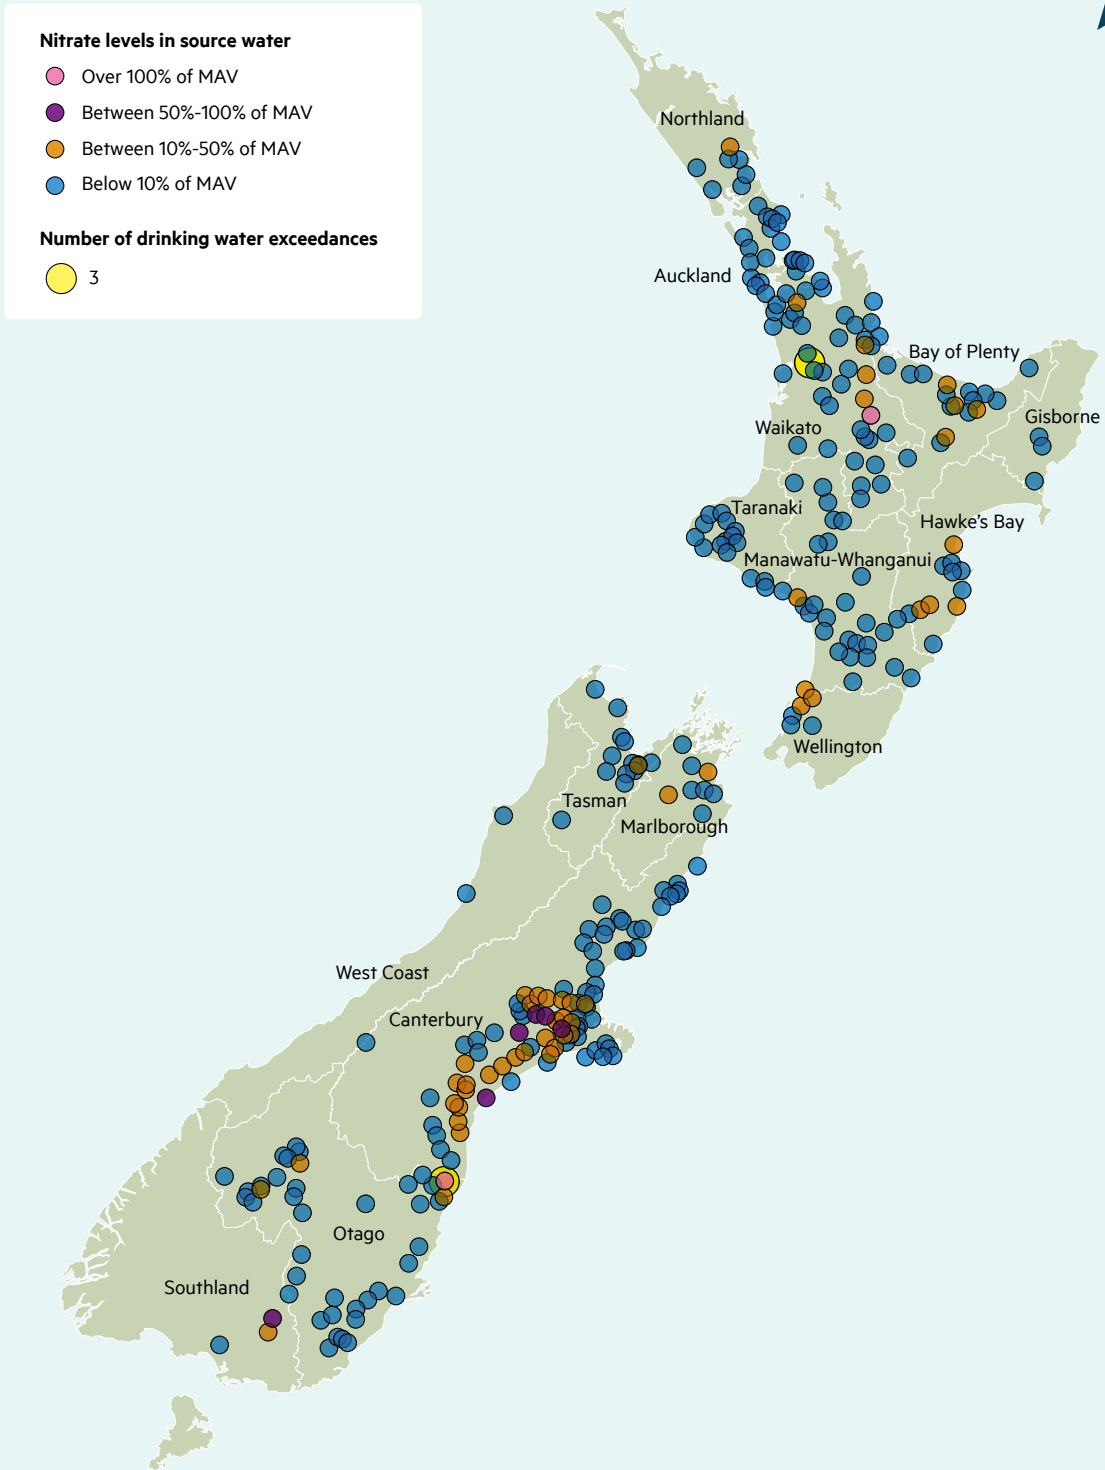 Nitrate levels in source water
Over 100% of MAV
Between 50%-100% of MAV
Between 10%-50% of MAV
Below 10% of MAV
Number of drinking water exceedances
3
Northland
Auckland
Bay of Plenty
Gisborne
Waikato
Taranaki
Hawke's Bay
Manawatu-Whanganui
Wellington
Tasman
Marlborough
West Coast
Canterbury
Otago
Southland